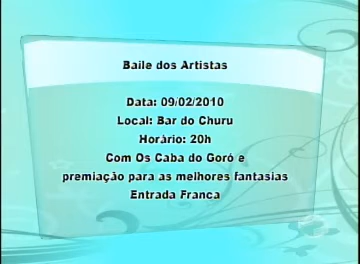 Baile dos Artistas
Data: 09/02/2010
Local: Bar do Churu
Horário: 20h
Com Os Caba do Goró e
premiação para as melhores fantasias
Entrada Franca